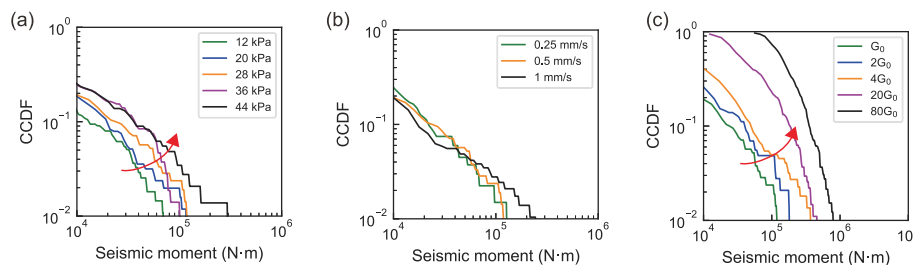 (a)
CCDF
10⁰
10⁻¹
10⁻²
12 kPa
20 kPa
28 kPa
36 kPa
44 kPa
10⁴
10⁵
10⁶
Seismic moment (N·m)
(b)
CCDF
10⁰
10⁻¹
10⁻²
0.25 mm/s
0.5 mm/s
1 mm/s
10⁴
10⁵
10⁶
Seismic moment (N·m)
(c)
CCDF
10⁰
10⁻¹
10⁻²
G₀
2G₀
4G₀
20G₀
80G₀
10⁴
10⁵
10⁶
10⁷
Seismic moment (N·m)